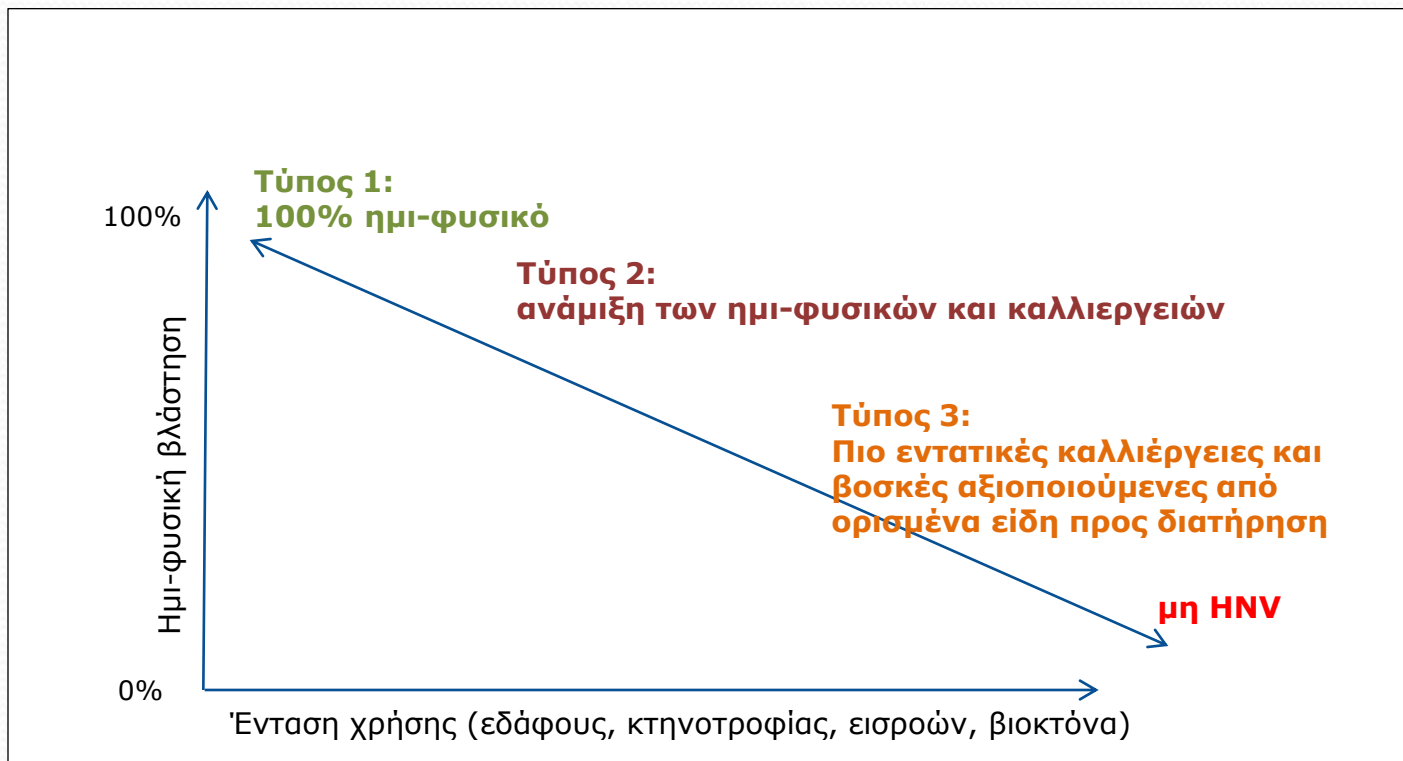 Τύπος 1:
100% ημι-φυσικό
100%
Τύπος 2:
ανάμιξη των ημι-φυσικών και καλλιεργειών
Ημι-φυσική βλάστηση
Τύπος 3:
Πιο εντατικές καλλιέργειες και
βοσκές αξιοποιούμενες από
ορισμένα είδη προς διατήρηση
μη HNV
0%
Ένταση χρήσης (εδάφους, κτηνοτροφίας, εισροών, βιοκτόνα)